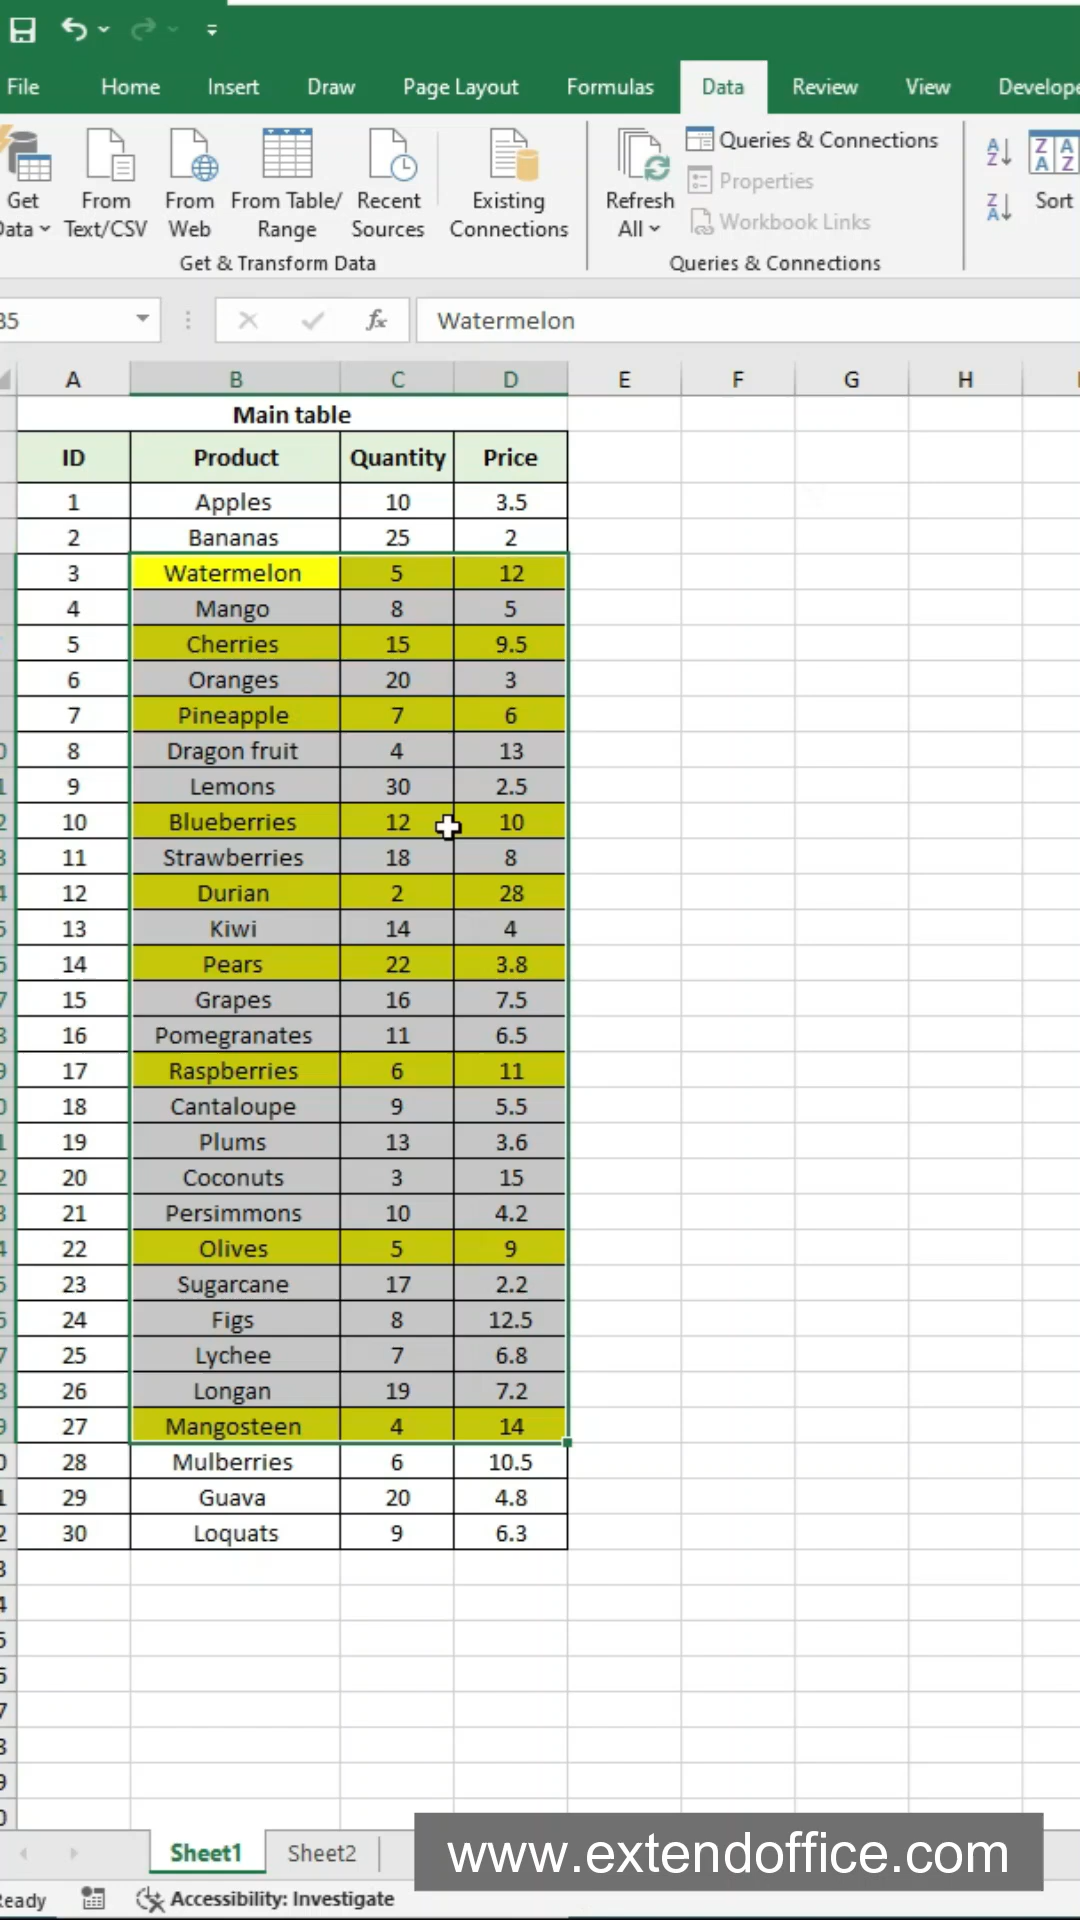 File Home Insert Draw Page Layout Formulas Data Review View Develope
Get From From From Table/ Recent Existing Refresh Queries & Connections Sort
Data Text/CSV Web Range Sources Connections All Properties
Workbook Links
Get & Transform Data Queries & Connections
B5 fx Watermelon
A B C D E F G H
Main table
ID Product Quantity Price
1 Apples 10 3.5
2 Bananas 25 2
3 Watermelon 5 12
4 Mango 8 5
5 Cherries 15 9.5
6 Oranges 20 3
7 Pineapple 7 6
8 Dragon fruit 4 13
9 Lemons 30 2.5
10 Blueberries 12 10
11 Strawberries 18 8
12 Durian 2 28
13 Kiwi 14 4
14 Pears 22 3.8
15 Grapes 16 7.5
16 Pomegranates 11 6.5
17 Raspberries 6 11
18 Cantaloupe 9 5.5
19 Plums 13 3.6
20 Coconuts 3 15
21 Persimmons 10 4.2
22 Olives 5 9
23 Sugarcane 17 2.2
24 Figs 8 12.5
25 Lychee 7 6.8
26 Longan 19 7.2
27 Mangosteen 4 14
28 Mulberries 6 10.5
29 Guava 20 4.8
30 Loquats 9 6.3
Sheet1 Sheet2
www.extendoffice.com
Ready Accessibility: Investigate